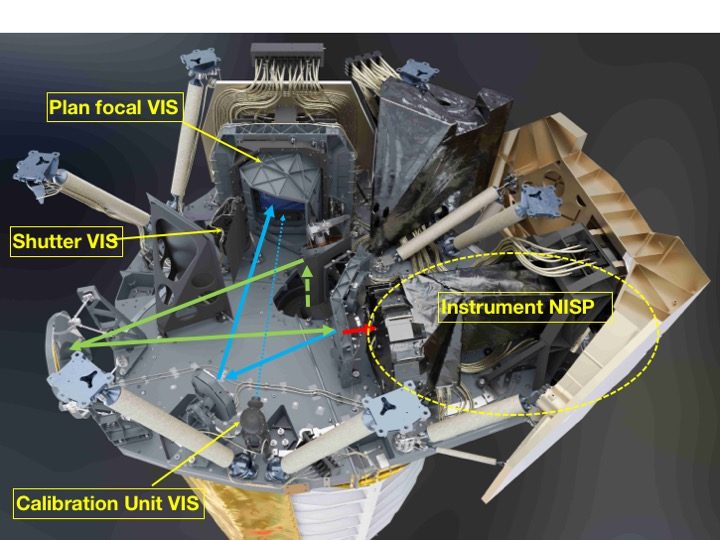 Plan focal VIS
Shutter VIS
Instrument NISP
Calibration Unit VIS